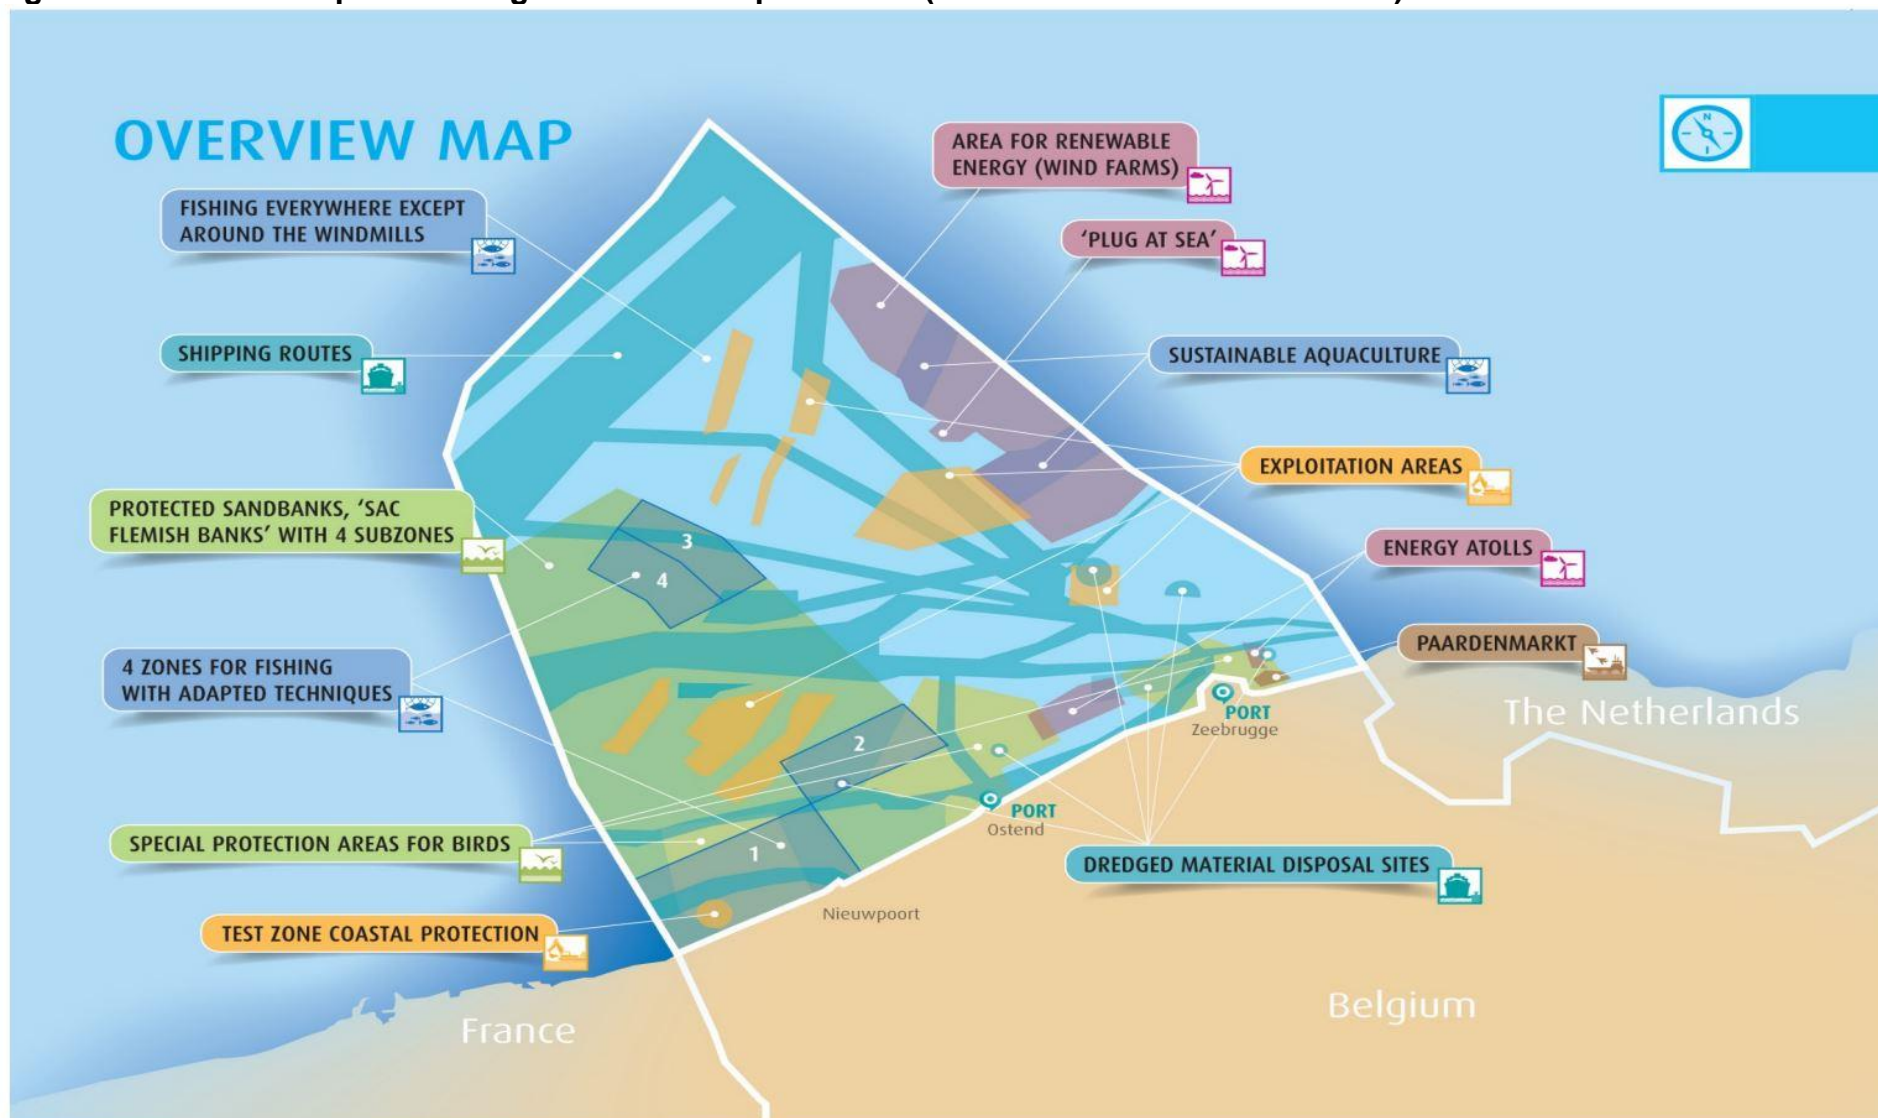 OVERVIEW MAP
AREA FOR RENEWABLE
ENERGY (WIND FARMS)
N
FISHING EVERYWHERE EXCEPT
AROUND THE WINDMILLS
'PLUG AT SEA'
SHIPPING ROUTES
SUSTAINABLE AQUACULTURE
EXPLOITATION AREAS
PROTECTED SANDBANKS, 'SAC
FLEMISH BANKS' WITH 4 SUBZONES
3
4
ENERGY ATOLLS
PAARDENMARKT
4 ZONES FOR FISHING
WITH ADAPTED TECHNIQUES
The Netherlands
PORT
Zeebrugge
2
PORT
Ostend
SPECIAL PROTECTION AREAS FOR BIRDS
1
DREDGED MATERIAL DISPOSAL SITES
Nieuwpoort
TEST ZONE COASTAL PROTECTION
Belgium
France